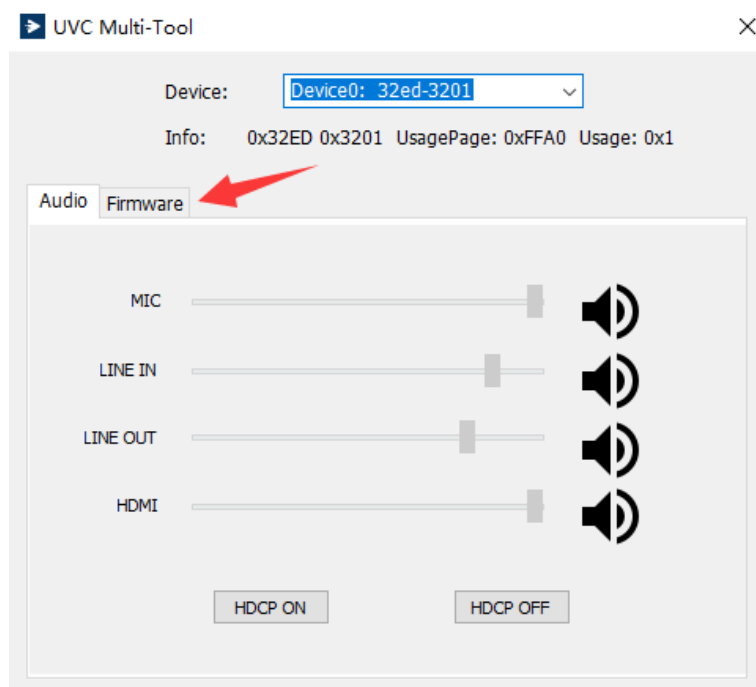 UVC Multi-Tool
Device: Device0: 32ed-3201
Info: 0x32ED 0x3201 UsagePage: 0xFFA0 Usage: 0x1
Audio Firmware
MIC
LINE IN
LINE OUT
HDMI
HDCP ON HDCP OFF